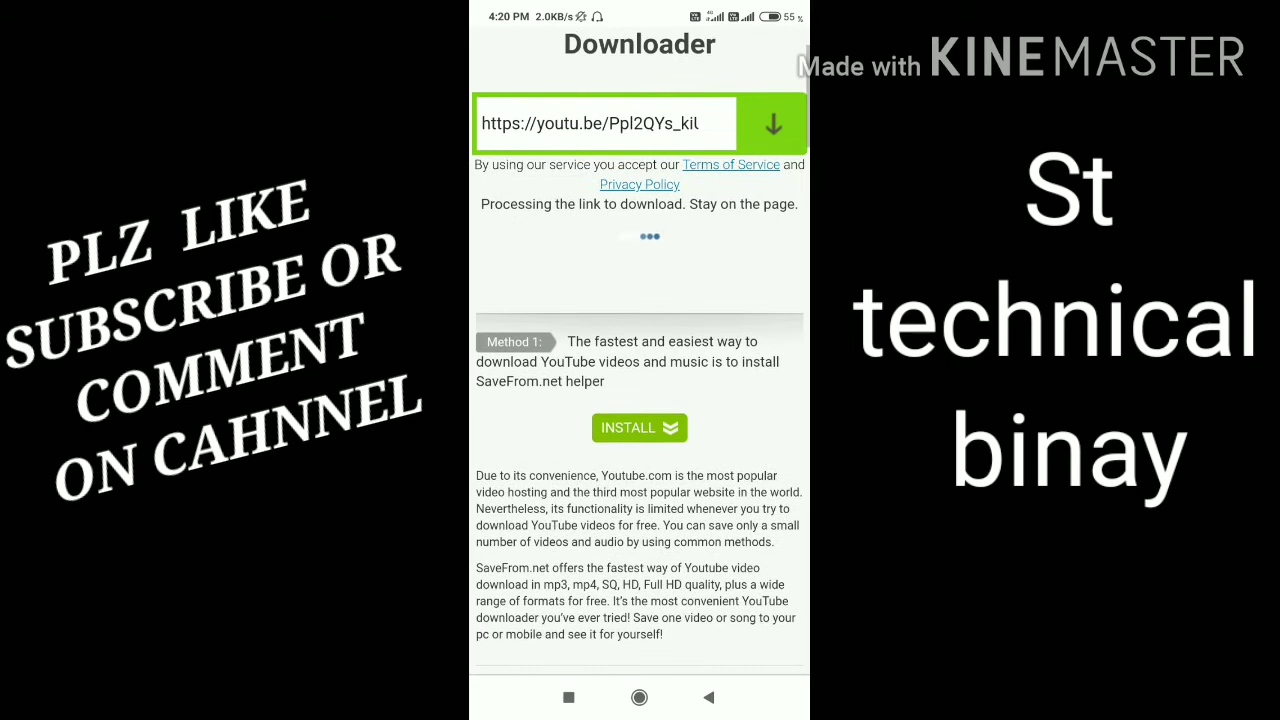 4:20 PM 2.0KB/s 55 %
Downloader
Made with KINEMASTER
https://youtu.be/Ppl2QYs_kiU
By using our service you accept our Terms of Service and
Privacy Policy
Processing the link to download. Stay on the page.
Method 1: The fastest and easiest way to
download YouTube videos and music is to install
SaveFrom.net helper
INSTALL
Due to its convenience, Youtube.com is the most popular
video hosting and the third most popular website in the world.
Nevertheless, its functionality is limited whenever you try to
download YouTube videos for free. You can save only a small
number of videos and audio by using common methods.
SaveFrom.net offers the fastest way of Youtube video
download in mp3, mp4, SQ, HD, Full HD quality, plus a wide
range of formats for free. It's the most convenient YouTube
downloader you've ever tried! Save one video or song to your
pc or mobile and see it for yourself!
PLZ LIKE
SUBSCRIBE OR
COMMENT
ON CAHNNEL
St
technical
binay